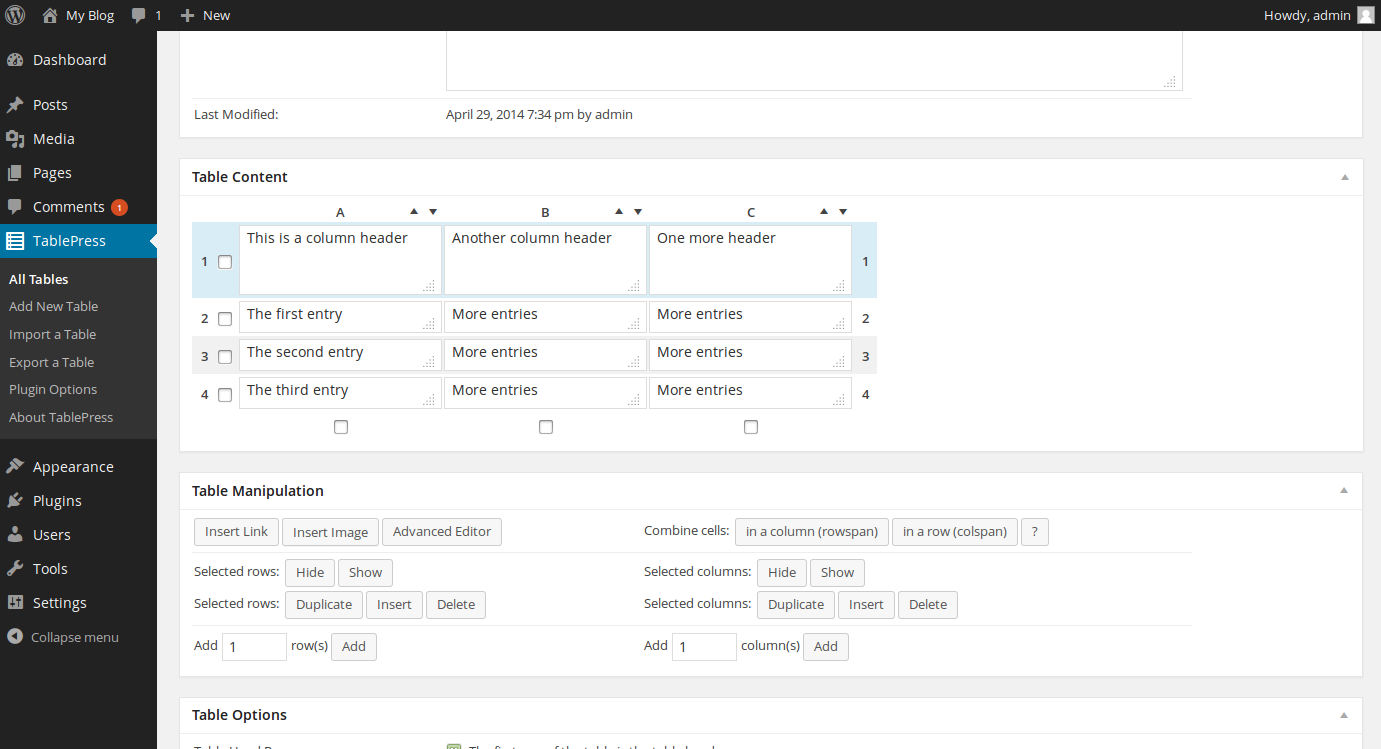 My Blog 1 New Howdy, admin
Dashboard
Posts
Media
Pages
Comments 1
TablePress
All Tables
Add New Table
Import a Table
Export a Table
Plugin Options
About TablePress
Appearance
Plugins
Users
Tools
Settings
Collapse menu
Last Modified: April 29, 2014 7:34 pm by admin
Table Content
A B C
1 This is a column header Another column header One more header 1
2 The first entry More entries More entries 2
3 The second entry More entries More entries 3
4 The third entry More entries More entries 4
Table Manipulation
Insert Link Insert Image Advanced Editor Combine cells: in a column (rowspan) in a row (colspan) ?
Selected rows: Hide Show Selected columns: Hide Show
Selected rows: Duplicate Insert Delete Selected columns: Duplicate Insert Delete
Add 1 row(s) Add Add 1 column(s) Add
Table Options